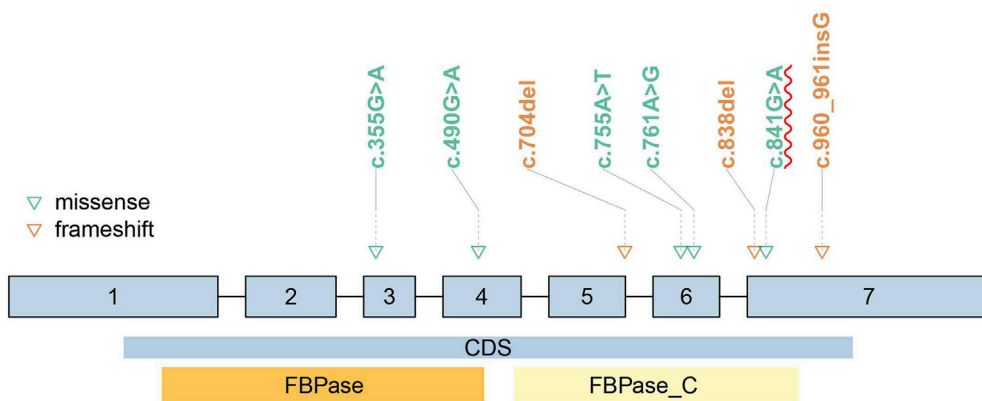 c.355G>A
c.490G>A
c.704del
c.755A>T
c.761A>G
c.838del
c.841G>A
c.960_961insG
missense
frameshift
1 2 3 4 5 6 7
CDS
FBPase FBPase_C